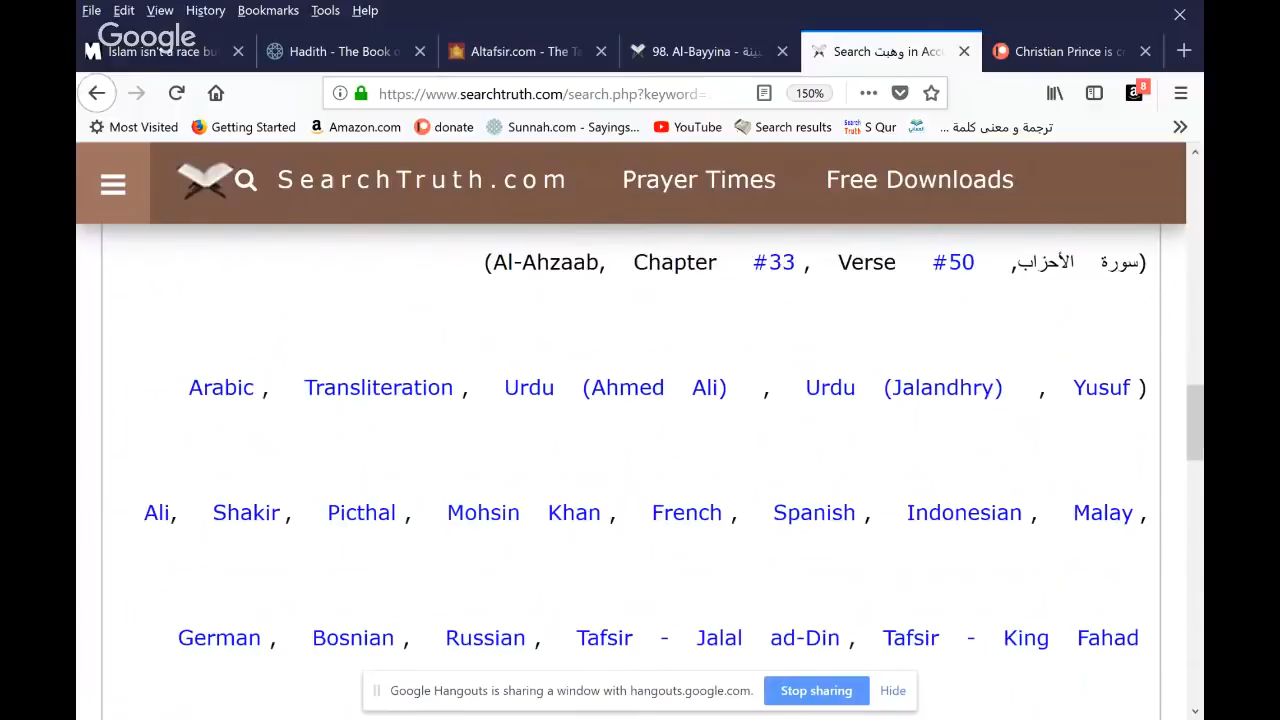 File Edit View History Bookmarks Tools Help
Google
Islam isn't a race bu Hadith - The Book o Altafsir.com - The Ta 98. Al-Bayyina - بينة Search وهبت in Acc Christian Prince is cr
https://www.searchtruth.com/search.php?keyword= 150% 8
Most Visited Getting Started Amazon.com donate Sunnah.com - Sayings,... YouTube Search results Search Truth S Qur ترجمة و معنى كلمة ...
SearchTruth.com Prayer Times Free Downloads
(Al-Ahzaab, Chapter #33, Verse #50 ,سورة الأحزاب)
Arabic, Transliteration, Urdu (Ahmed Ali) , Urdu (Jalandhry) , Yusuf )
Ali, Shakir, Picthal, Mohsin Khan, French, Spanish, Indonesian, Malay,
German, Bosnian, Russian, Tafsir - Jalal ad-Din, Tafsir - King Fahad
Google Hangouts is sharing a window with hangouts.google.com. Stop sharing Hide